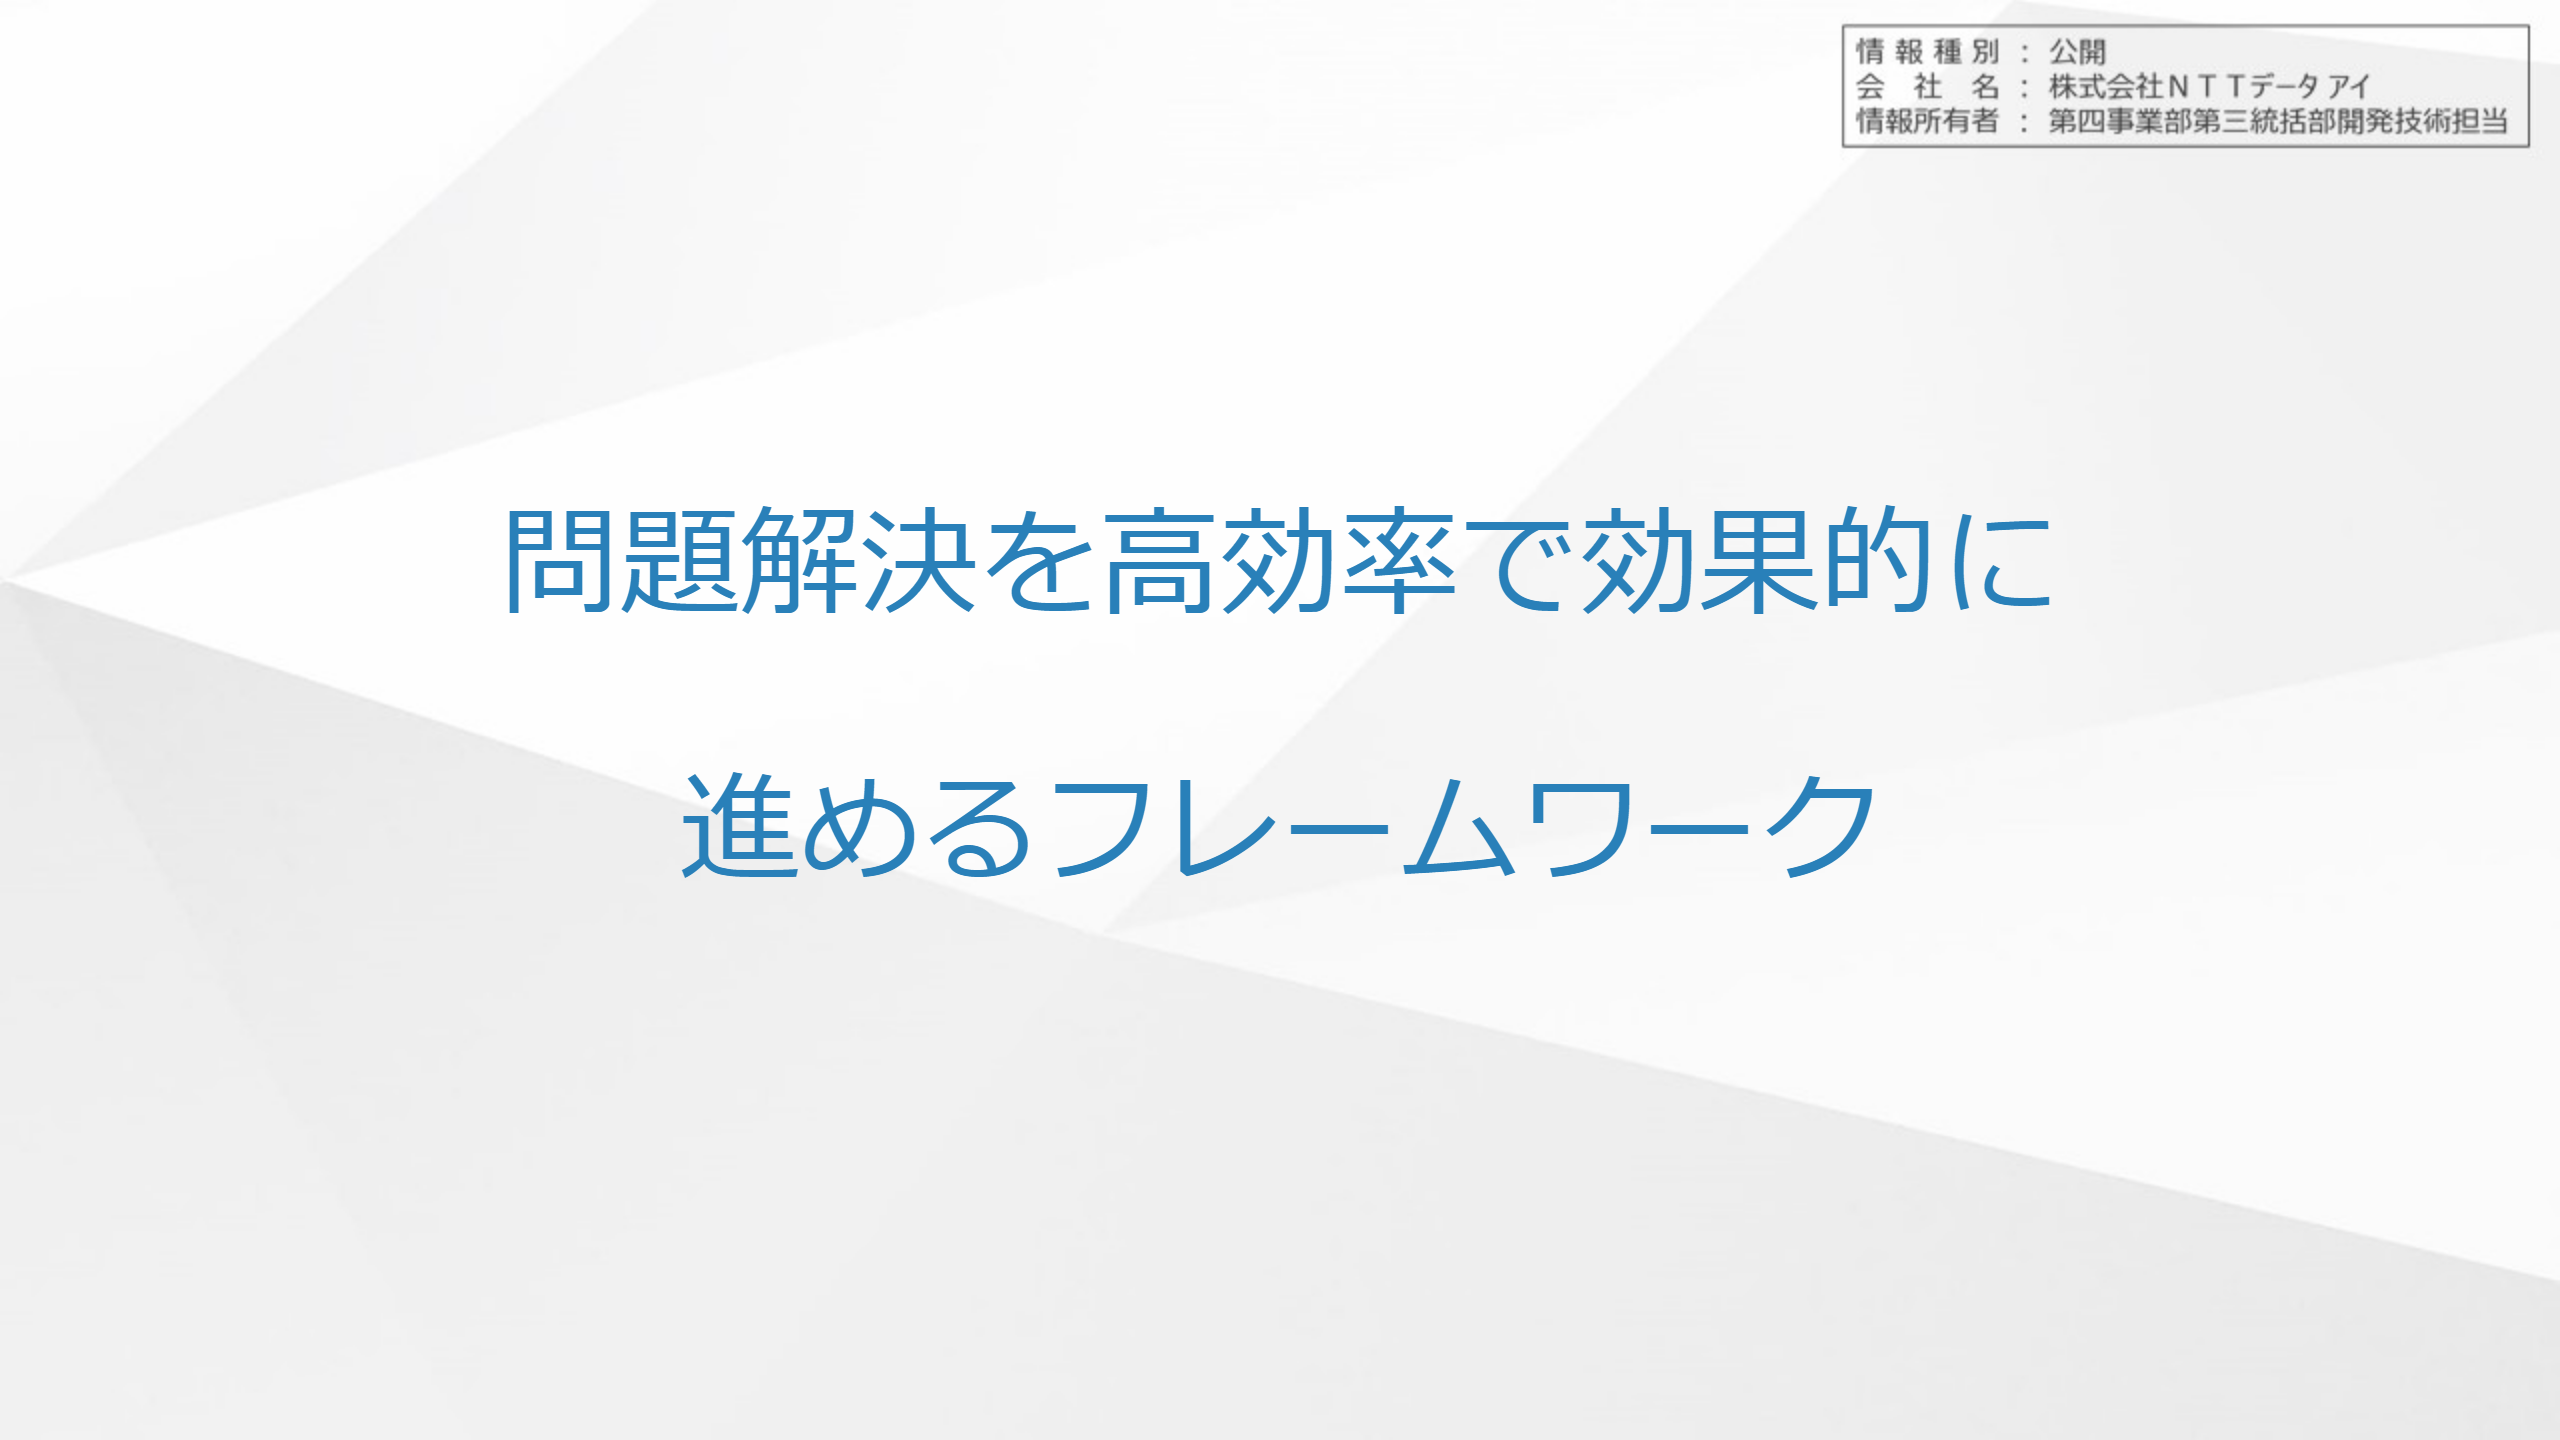 情報種別 : 公開
会 社 名 : 株式会社NTTデータ アイ
情報所有者 : 第四事業部第三統括部開発技術担当
問題解決を高効率で効果的に
進めるフレームワーク